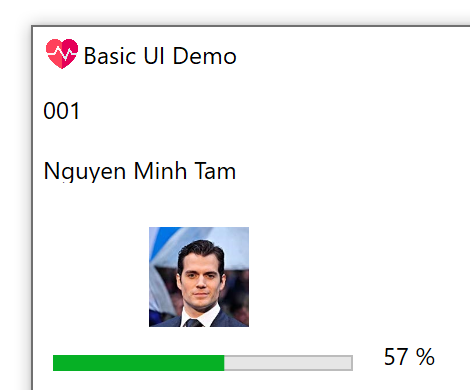 Basic UI Demo
001
Nguyen Minh Tam
57 %